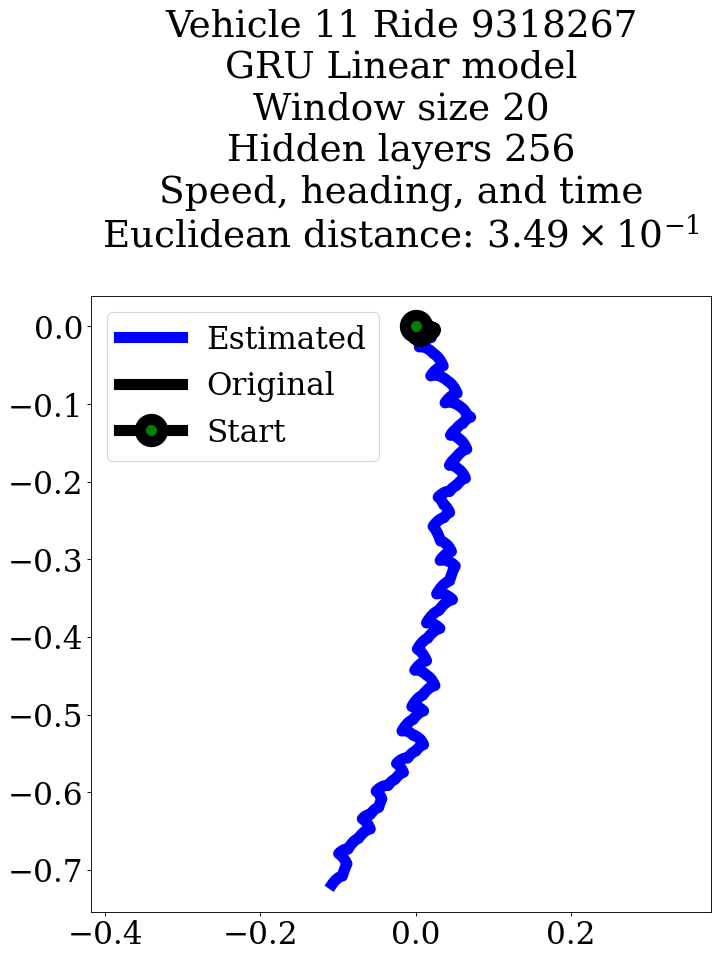 Vehicle 11 Ride 9318267
GRU Linear model
Window size 20
Hidden layers 256
Speed, heading, and time
Euclidean distance: 3.49 × 10⁻¹
Estimated
Original
Start
0.0
−0.1
−0.2
−0.3
−0.4
−0.5
−0.6
−0.7
−0.4 −0.2 0.0 0.2